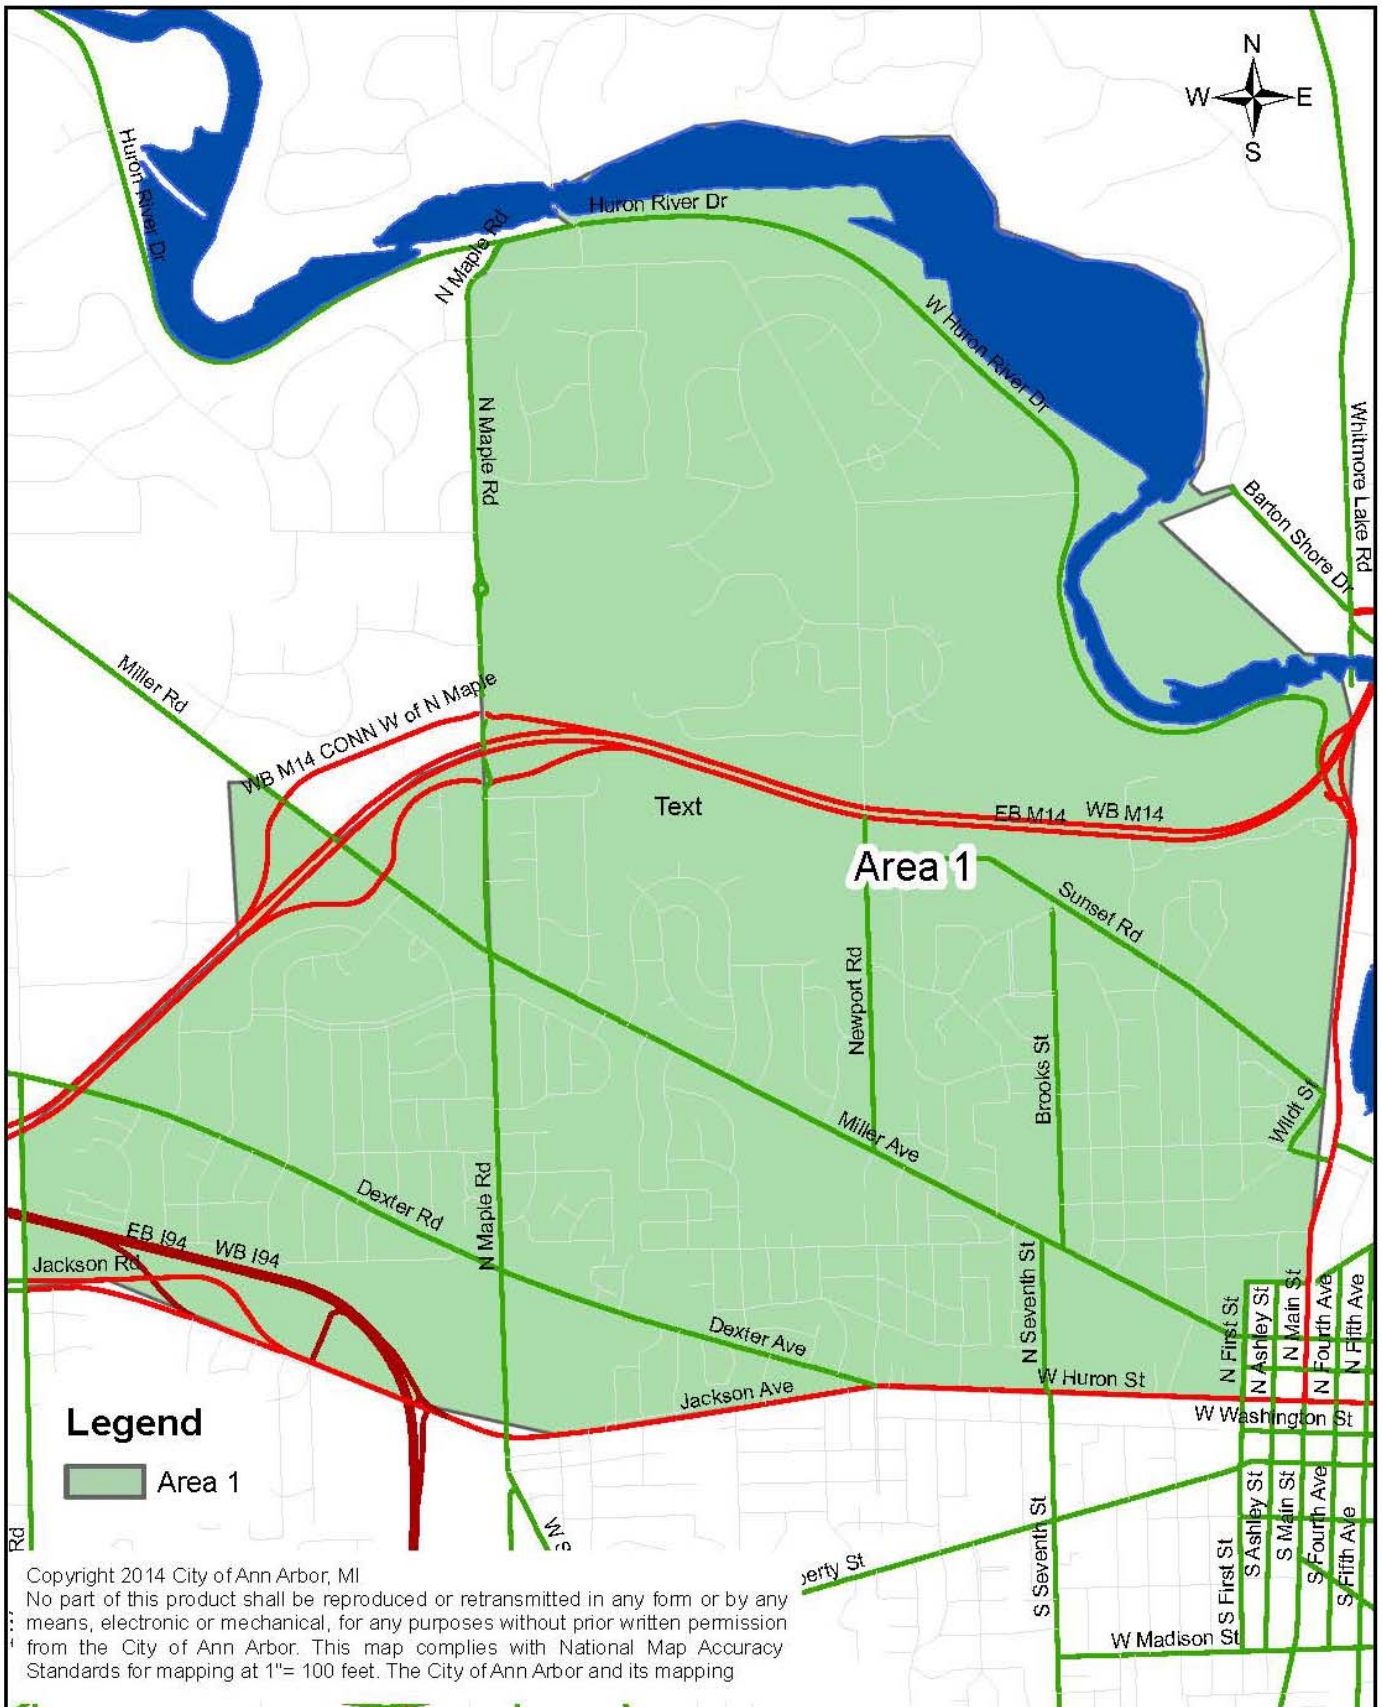 N
W E
S
Huron River Dr
Huron River Dr
N Maple Rd
W Huron River Dr
N Maple Rd
Whitmore Lake Rd
Barton Shore Dr
Miller Rd
WB M14 CONN W of N Maple
Text
EB M14 WB M14
Area 1
Sunset Rd
Newport Rd
Brooks St
Wildt St
Miller Ave
Dexter Rd
N Maple Rd
EB I94 WB I94
Jackson Rd
N Seventh St
Dexter Ave
N First St
N Ashley St
N Main St
N Fourth Ave
N Fifth Ave
W Huron St
Jackson Ave
W Washington St
Legend
Area 1
S Ashley St
S Main St
S Fourth Ave
S Fifth Ave
S First St
S Seventh St
Rd
W S
erty St
W Madison St
Copyright 2014 City of Ann Arbor, MI
No part of this product shall be reproduced or retransmitted in any form or by any
means, electronic or mechanical, for any purposes without prior written permission
from the City of Ann Arbor. This map complies with National Map Accuracy
Standards for mapping at 1"= 100 feet. The City of Ann Arbor and its mapping